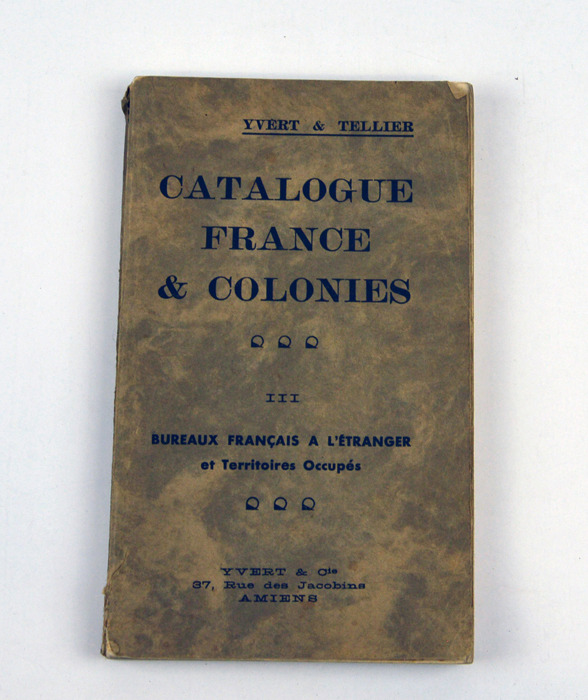 YVERT & TELLIER
CATALOGUE
FRANCE
& COLONIES
III
BUREAUX FRANÇAIS A L'ÉTRANGER
et Territoires Occupés
YVERT & Cie
37, Rue des Jacobins
AMIENS